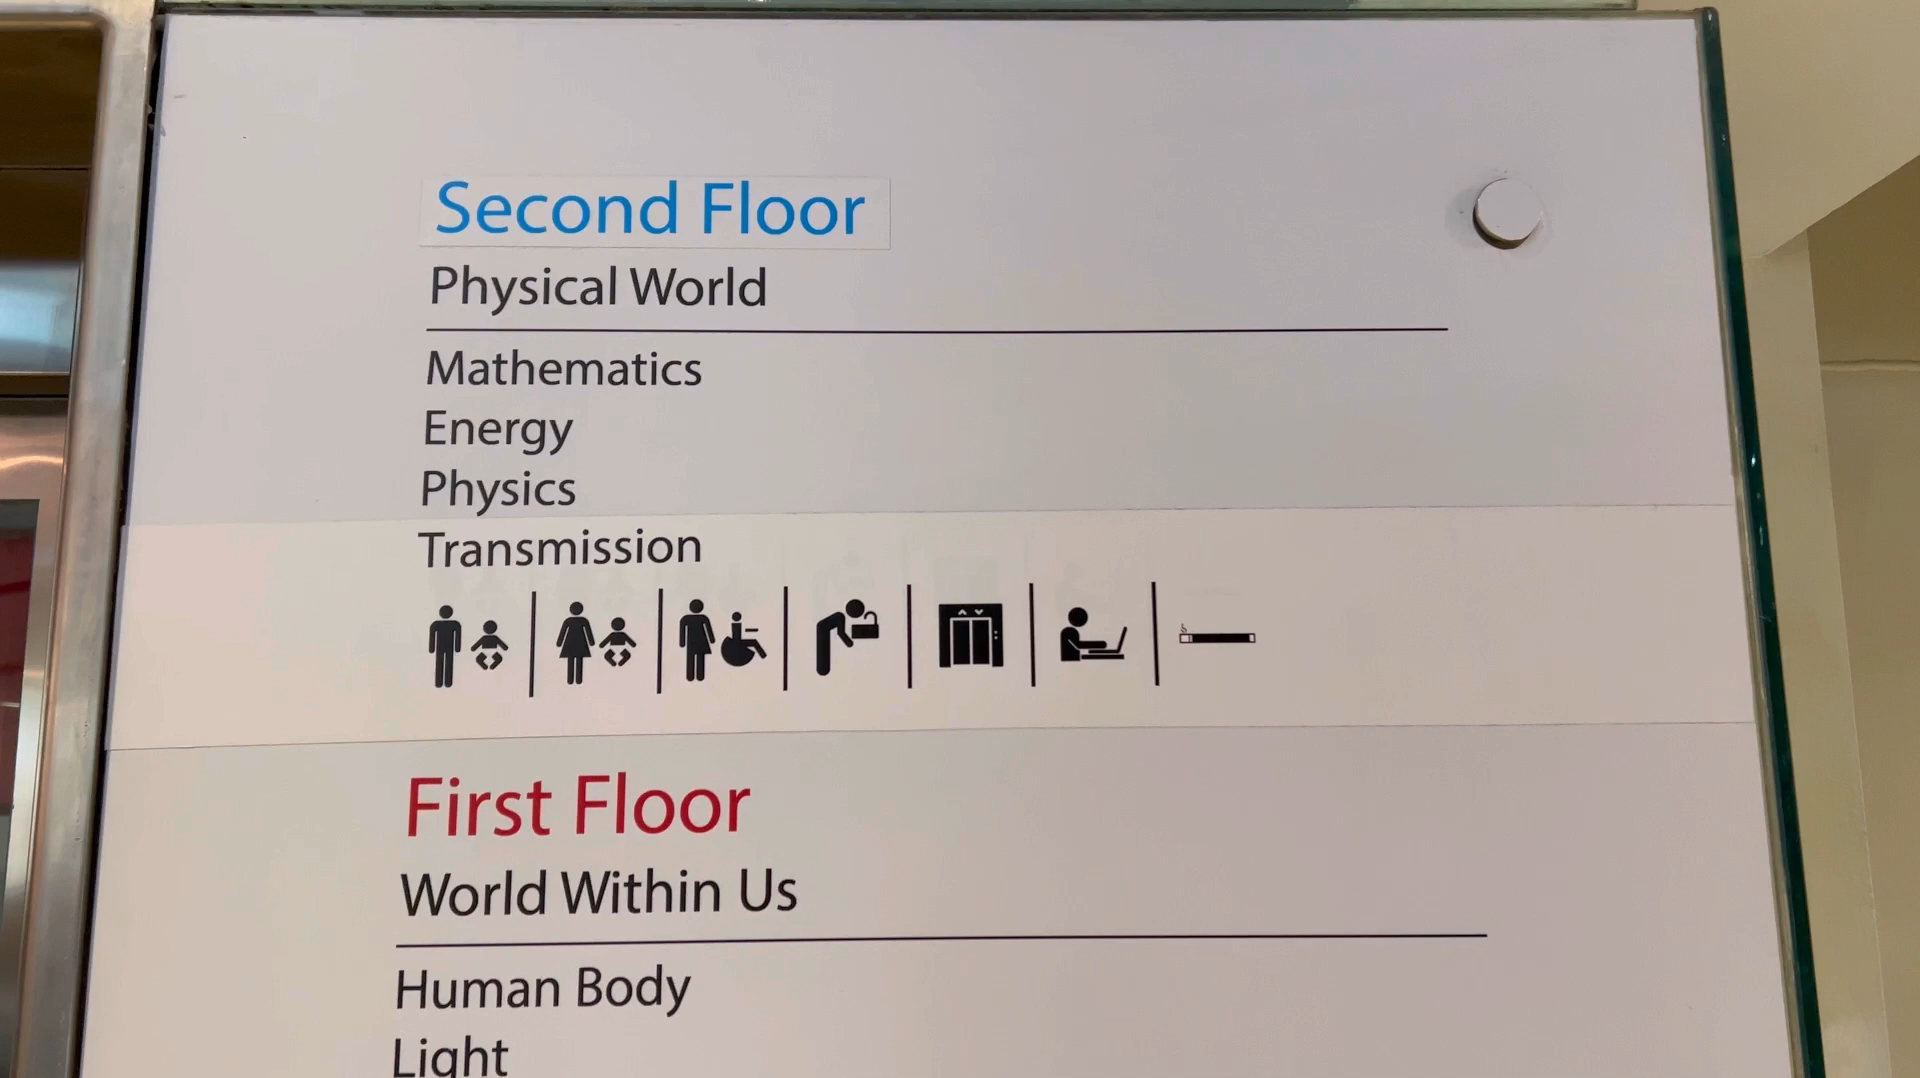 Second Floor
Physical World
Mathematics
Energy
Physics
Transmission
First Floor
World Within Us
Human Body
Light